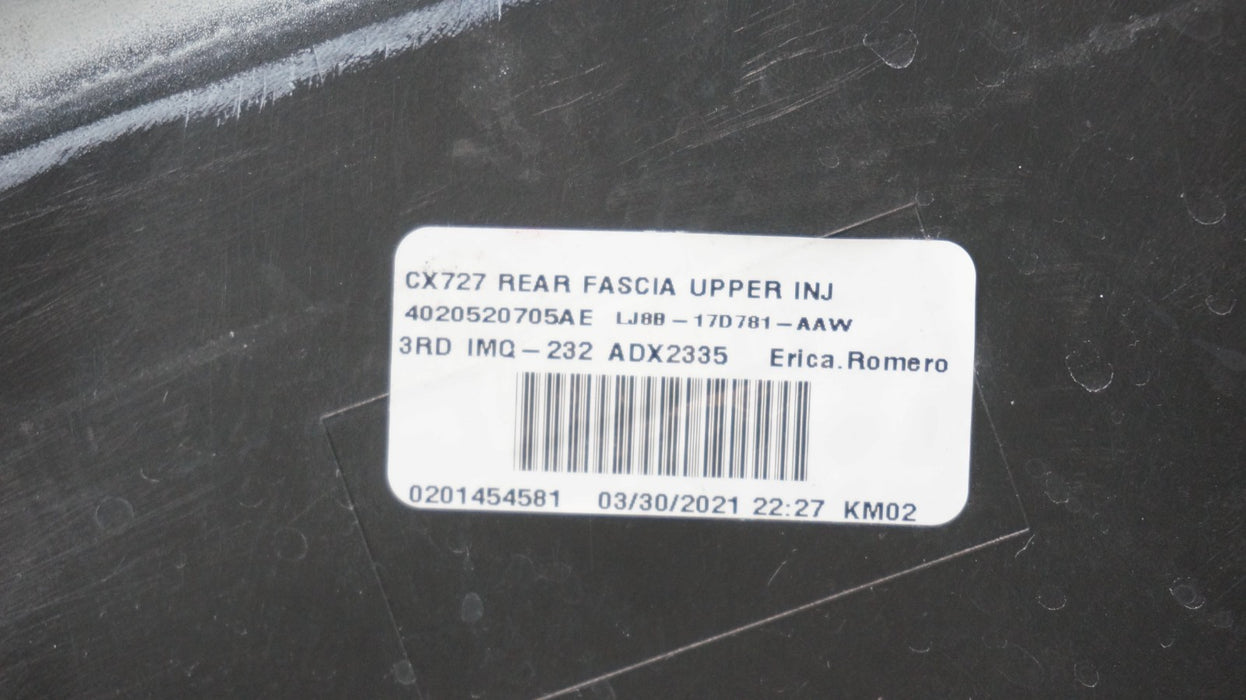 CX727 REAR FASCIA UPPER INJ
4020520705AE LJ8B-17D781-AAW
3RD IMQ-232 ADX2335 Erica.Romero
0201454581 03/30/2021 22:27 KM02